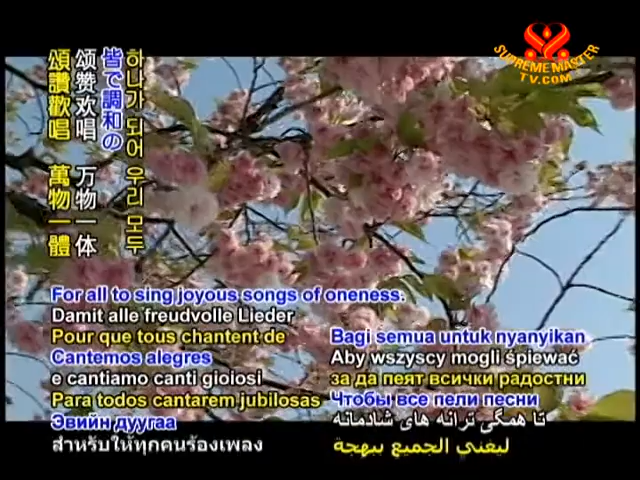 SUPREME MASTER
TV.COM
頌讚歡唱 萬物一體
颂赞欢唱 万物一体
皆で調和の
하나가 되어 우리 모두
For all to sing joyous songs of oneness.
Damit alle freudvolle Lieder
Pour que tous chantent de
Cantemos alegres
e cantiamo canti gioiosi
Para todos cantarem jubilosas
Эвийн дуугаа
สำหรับให้ทุกคนร้องเพลง
Bagi semua untuk nyanyikan
Aby wszyscy mogli śpiewać
за да пеят всички радостни
Чтобы все пели песни
تا همگی ترانه های شادمانه
ليغني الجميع ببهجة